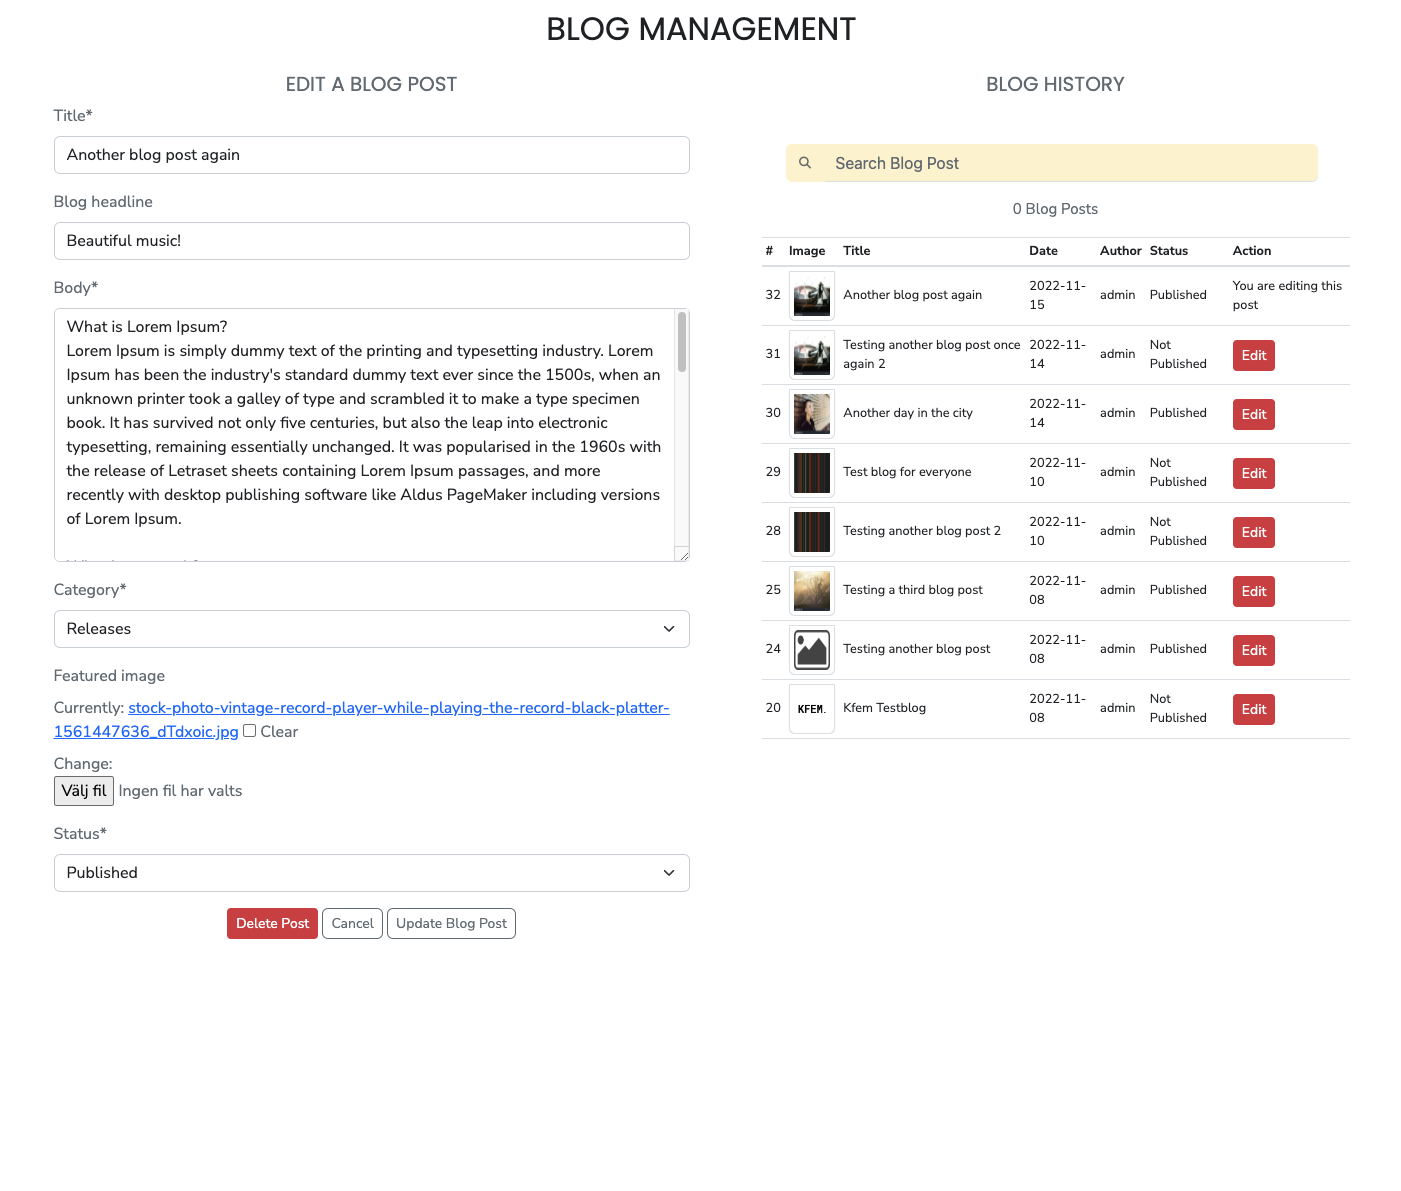 BLOG MANAGEMENT
EDIT A BLOG POST
Title*
Another blog post again
Blog headline
Beautiful music!
Body*
What is Lorem Ipsum?
Lorem Ipsum is simply dummy text of the printing and typesetting industry. Lorem
Ipsum has been the industry's standard dummy text ever since the 1500s, when an
unknown printer took a galley of type and scrambled it to make a type specimen
book. It has survived not only five centuries, but also the leap into electronic
typesetting, remaining essentially unchanged. It was popularised in the 1960s with
the release of Letraset sheets containing Lorem Ipsum passages, and more
recently with desktop publishing software like Aldus PageMaker including versions
of Lorem Ipsum.
Category*
Releases
Featured image
Currently: stock-photo-vintage-record-player-while-playing-the-record-black-platter-
1561447636_dTdxoic.jpg Clear
Change:
Välj fil Ingen fil har valts
Status*
Published
Delete Post Cancel Update Blog Post
BLOG HISTORY
Search Blog Post
0 Blog Posts
# Image Title Date Author Status Action
32 Another blog post again 2022-11-
15 admin Published You are editing this
post
31 Testing another blog post once
again 2 2022-11-
14 admin Not
Published Edit
30 Another day in the city 2022-11-
14 admin Published Edit
29 Test blog for everyone 2022-11-
10 admin Not
Published Edit
28 Testing another blog post 2 2022-11-
10 admin Not
Published Edit
25 Testing a third blog post 2022-11-
08 admin Published Edit
24 Testing another blog post 2022-11-
08 admin Published Edit
20 KFEM. Kfem Testblog 2022-11-
08 admin Not
Published Edit